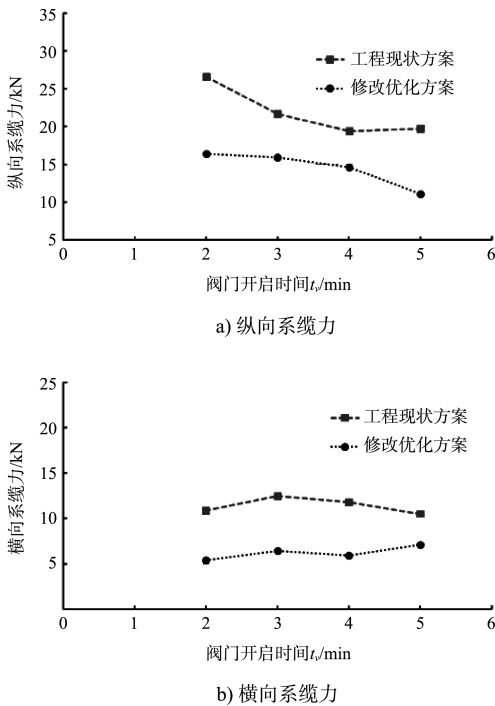 35
30
25
20
15
10
5
纵向系缆力/kN
工程现状方案
修改优化方案
0 1 2 3 4 5 6
阀门开启时间tv/min
a) 纵向系缆力
25
20
15
10
5
横向系缆力/kN
工程现状方案
修改优化方案
0 1 2 3 4 5 6
阀门开启时间tv/min
b) 横向系缆力